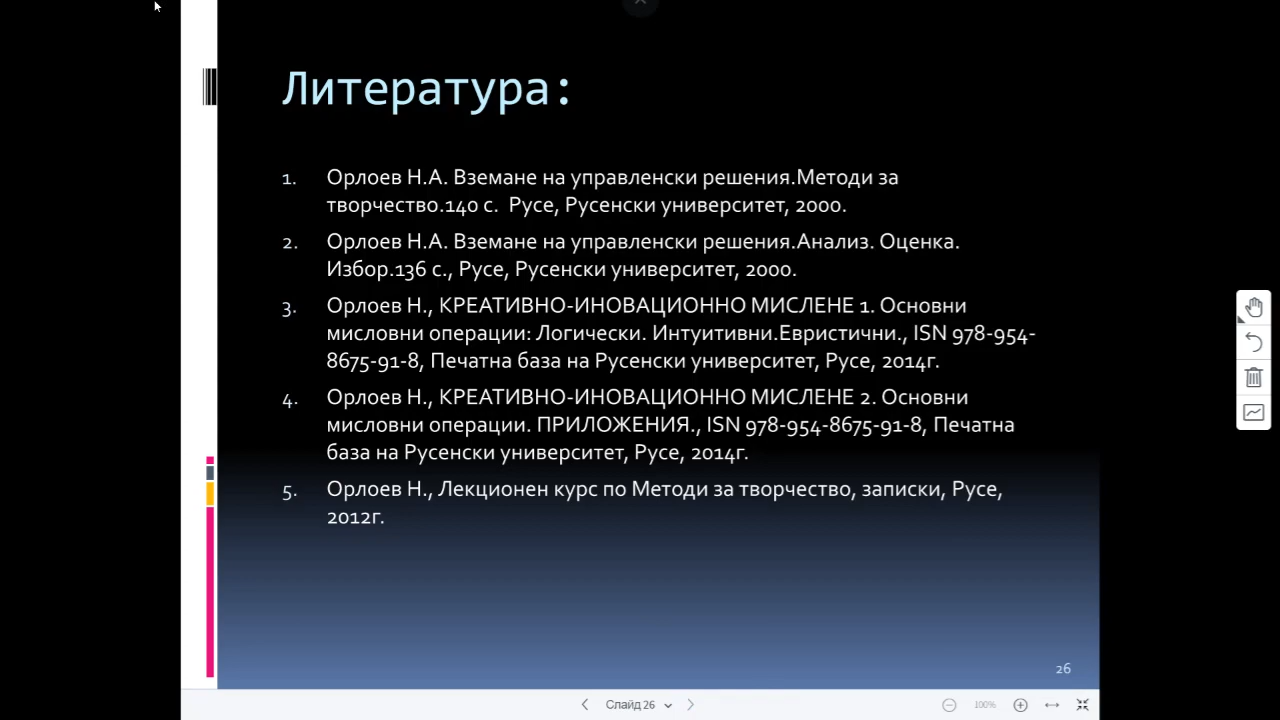 Литература:
1. Орлоев Н.А. Вземане на управленски решения.Методи за
творчество.140 с. Русе, Русенски университет, 2000.
2. Орлоев Н.А. Вземане на управленски решения.Анализ. Оценка.
Избор.136 с., Русе, Русенски университет, 2000.
3. Орлоев Н., КРЕАТИВНО-ИНОВАЦИОННО МИСЛЕНЕ 1. Основни
мисловни операции: Логически. Интуитивни.Евристични., ISN 978-954-
8675-91-8, Печатна база на Русенски университет, Русе, 2014г.
4. Орлоев Н., КРЕАТИВНО-ИНОВАЦИОННО МИСЛЕНЕ 2. Основни
мисловни операции. ПРИЛОЖЕНИЯ., ISN 978-954-8675-91-8, Печатна
база на Русенски университет, Русе, 2014г.
5. Орлоев Н., Лекционен курс по Методи за творчество, записки, Русе,
2012г.
26
Слайд 26
100%